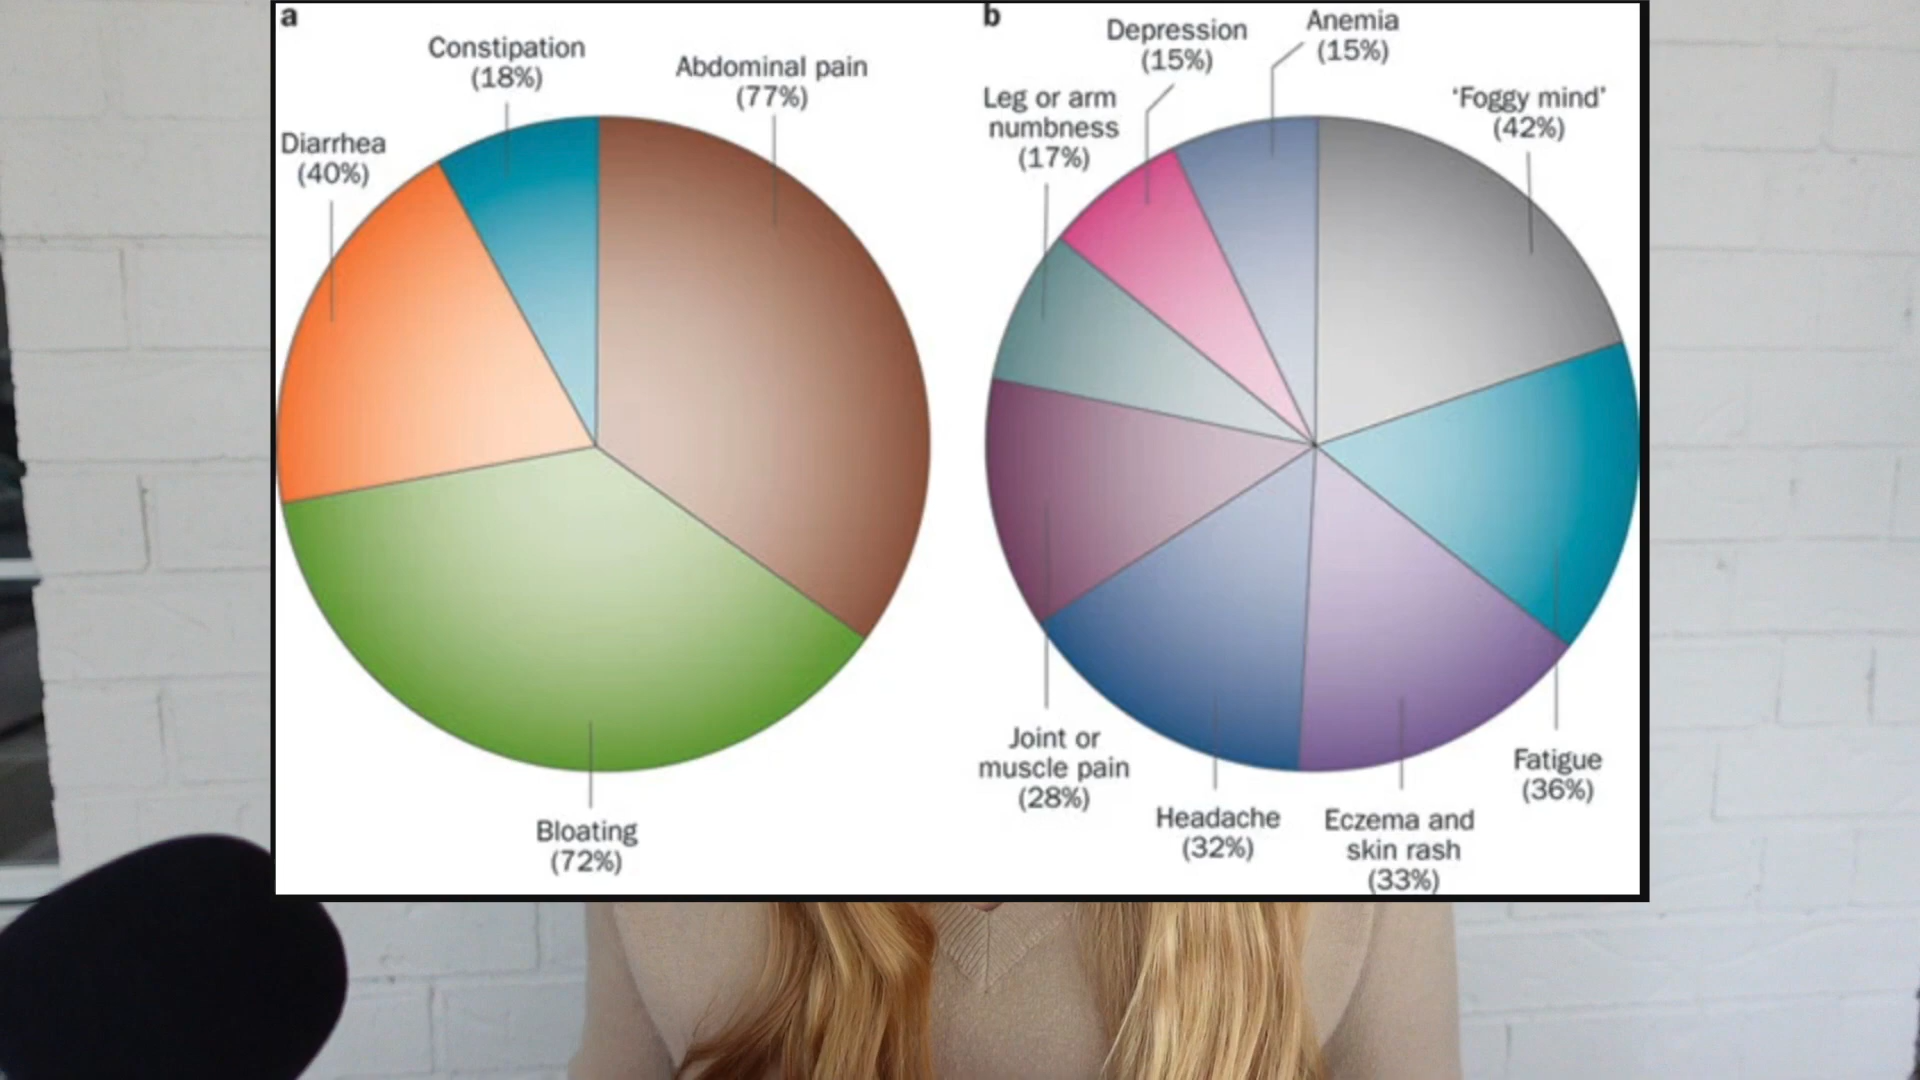 a
Constipation
(18%)
Abdominal pain
(77%)
Diarrhea
(40%)
Bloating
(72%)
b
Depression
(15%)
Anemia
(15%)
Leg or arm
numbness
(17%)
‘Foggy mind’
(42%)
Joint or
muscle pain
(28%)
Headache
(32%)
Eczema and
skin rash
(33%)
Fatigue
(36%)